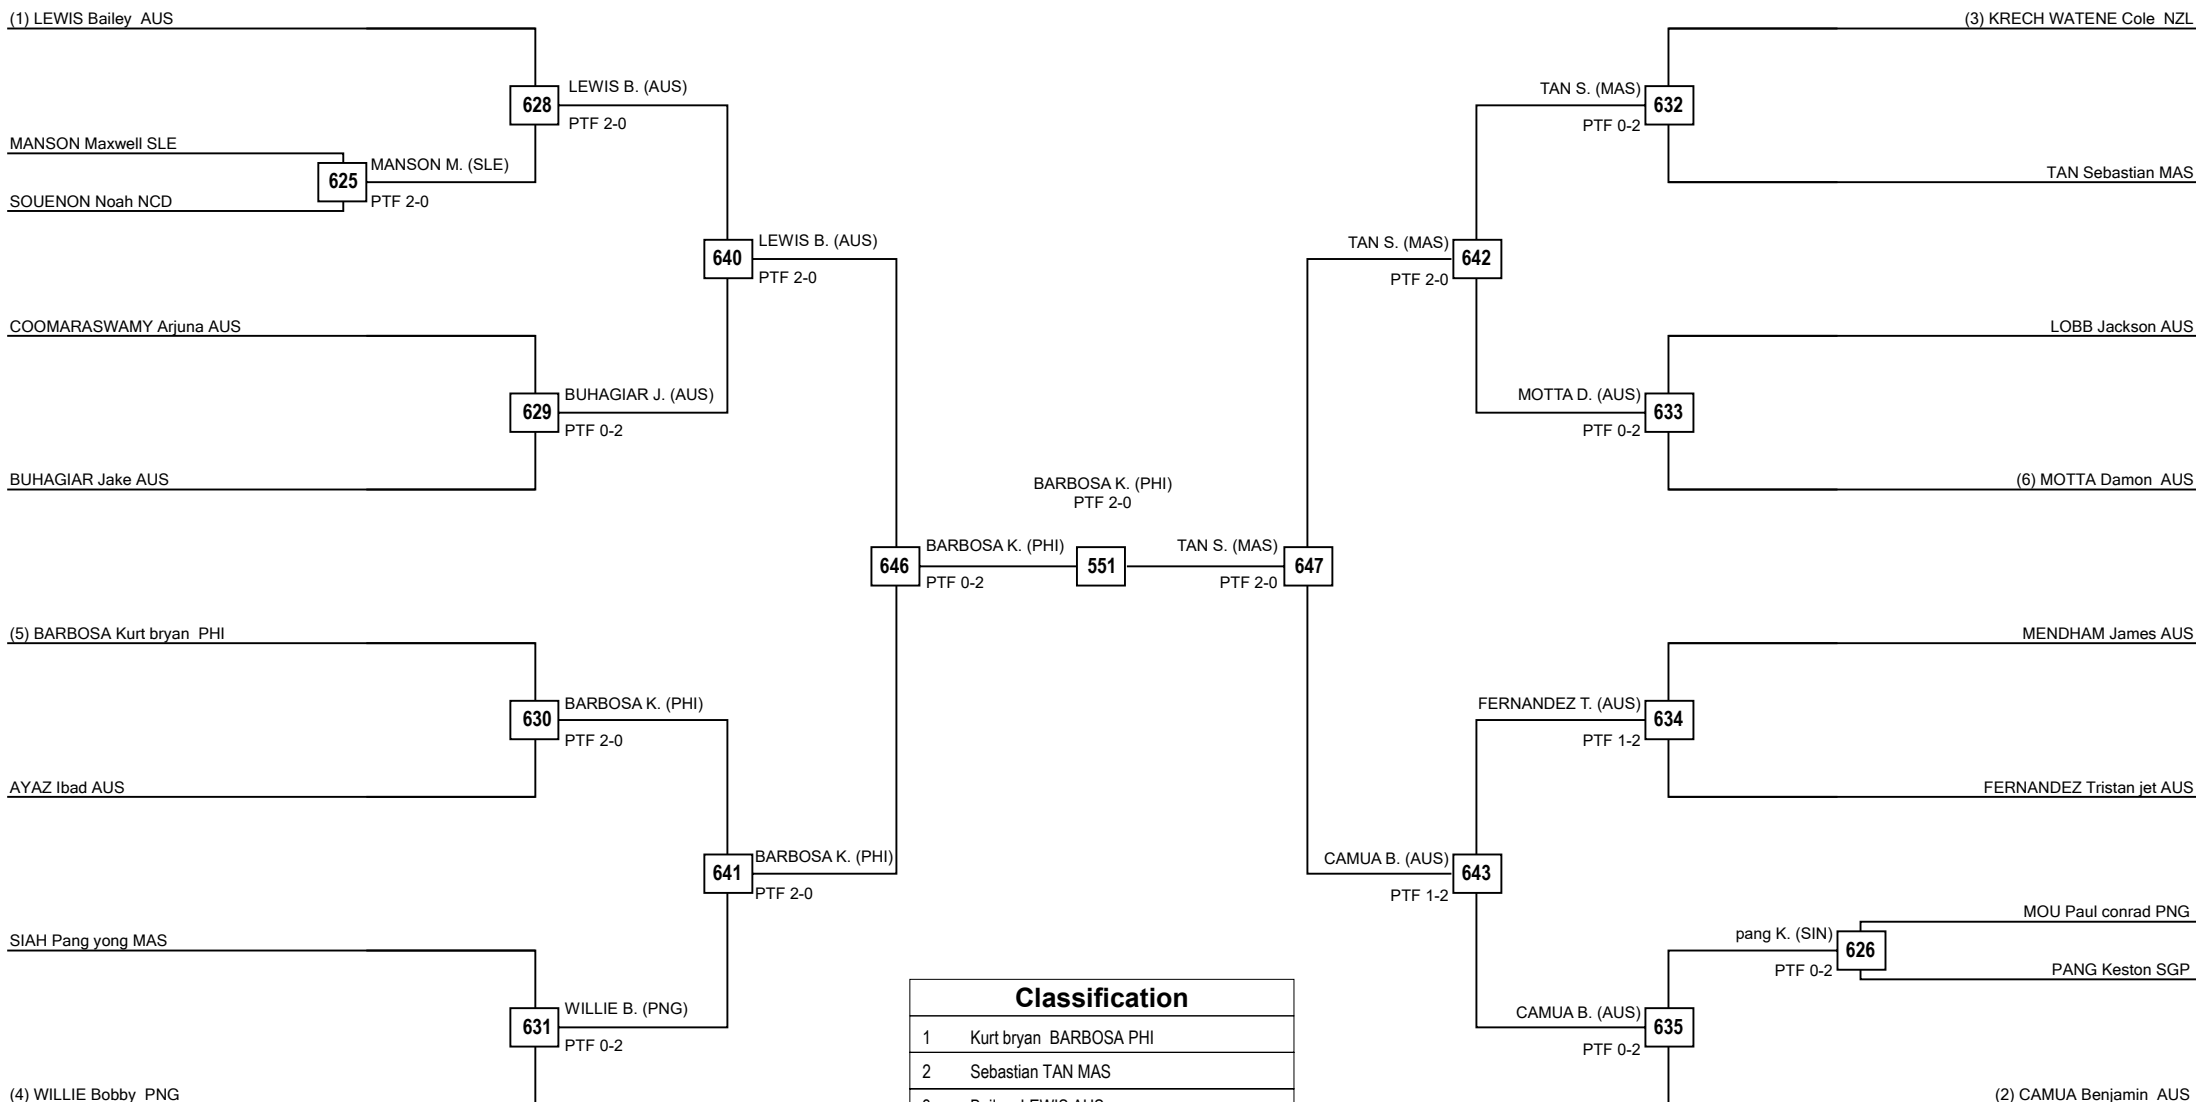 (1) LEWIS Bailey  AUS
MANSON Maxwell SLE
SOUENON Noah NCD
COOMARASWAMY Arjuna AUS
BUHAGIAR Jake AUS
(5) BARBOSA Kurt bryan  PHI
AYAZ Ibad AUS
SIAH Pang yong MAS
(4) WILLIE Bobby  PNG
625
MANSON M. (SLE)
PTF 2-0
628
LEWIS B. (AUS)
PTF 2-0
629
BUHAGIAR J. (AUS)
PTF 0-2
630
BARBOSA K. (PHI)
PTF 2-0
631
WILLIE B. (PNG)
PTF 0-2
640
LEWIS B. (AUS)
PTF 2-0
641
BARBOSA K. (PHI)
PTF 2-0
646
BARBOSA K. (PHI)
PTF 0-2
BARBOSA K. (PHI)
PTF 2-0
551
TAN S. (MAS)
PTF 2-0
647
TAN S. (MAS)
PTF 2-0
642
CAMUA B. (AUS)
PTF 1-2
643
TAN S. (MAS)
PTF 0-2
632
MOTTA D. (AUS)
PTF 0-2
633
FERNANDEZ T. (AUS)
PTF 1-2
634
CAMUA B. (AUS)
PTF 0-2
635
pang K. (SIN)
PTF 0-2
626
(3) KRECH WATENE Cole  NZL
TAN Sebastian MAS
LOBB Jackson AUS
(6) MOTTA Damon  AUS
MENDHAM James AUS
FERNANDEZ Tristan jet AUS
MOU Paul conrad PNG
PANG Keston SGP
(2) CAMUA Benjamin  AUS
Classification
1 Kurt bryan  BARBOSA PHI
2 Sebastian TAN MAS